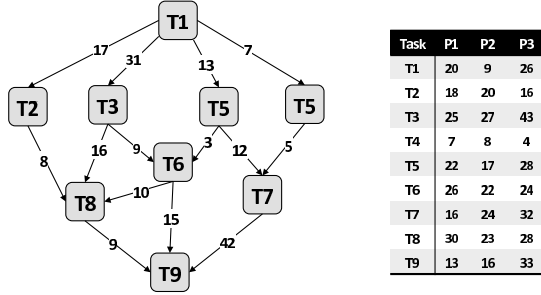 T1
17
31
13
7
T2
T3
T5
T5
8
16
9
3
12
5
T6
T8
10
T7
15
9
42
T9
Task P1 P2 P3
T1 20 9 26
T2 18 20 16
T3 25 27 43
T4 7 8 4
T5 22 17 28
T6 26 22 24
T7 16 24 32
T8 30 23 28
T9 13 16 33